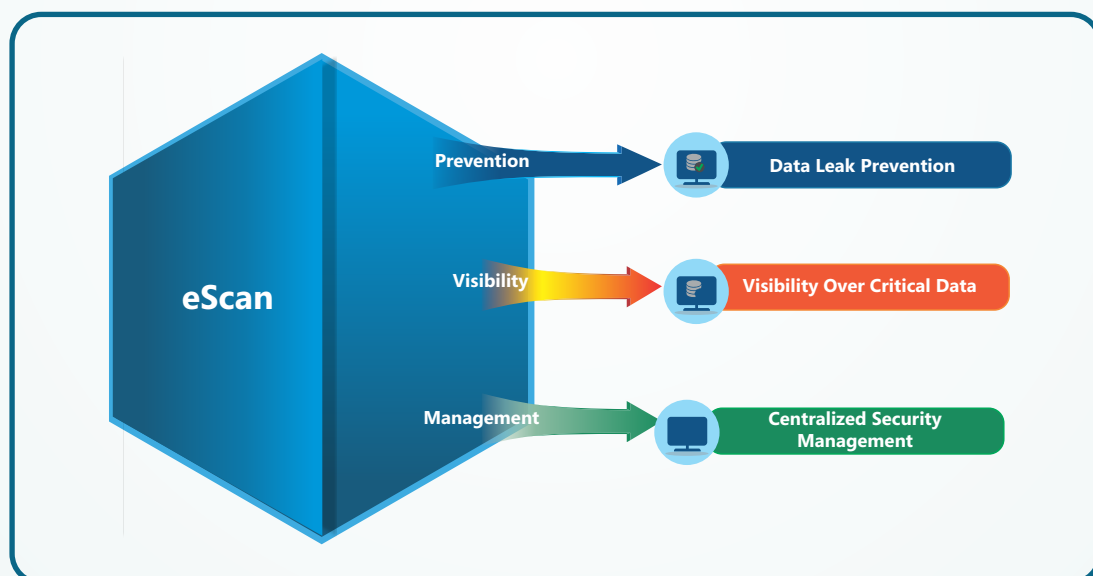 eScan
Prevention
Data Leak Prevention
Visibility
Visibility Over Critical Data
Management
Centralized Security
Management